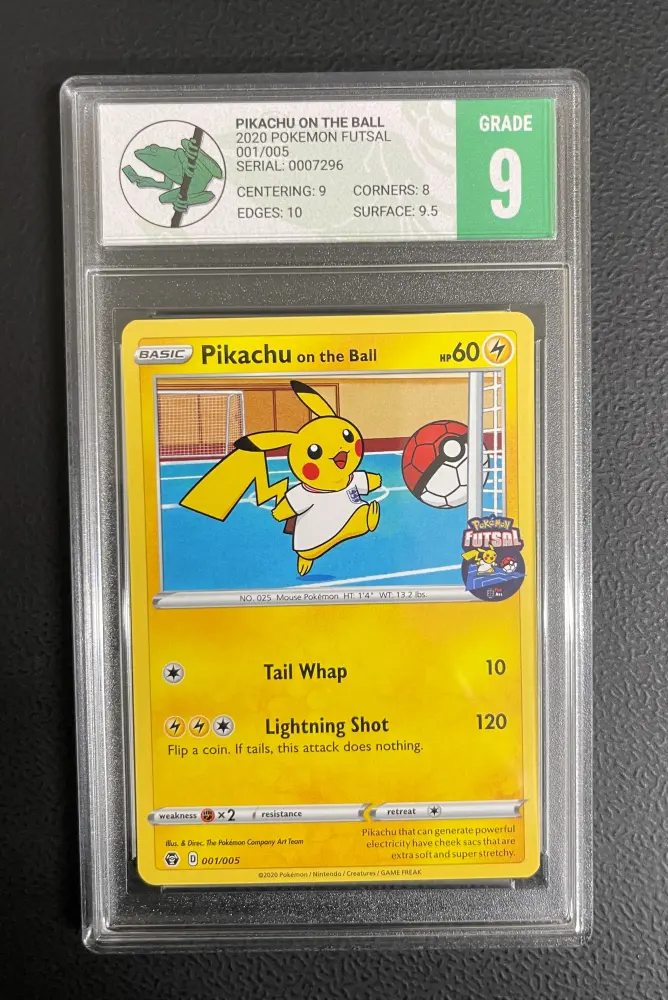 PIKACHU ON THE BALL
2020 POKEMON FUTSAL
001/005
SERIAL: 0007296
CENTERING: 9 CORNERS: 8
EDGES: 10 SURFACE: 9.5
GRADE
9
BASIC Pikachu on the Ball HP60
POKéMON
FUTSAL
NO. 025 Mouse Pokémon HT: 1'4" WT: 13.2 lbs.
Tail Whap 10
Lightning Shot 120
Flip a coin. If tails, this attack does nothing.
weakness ×2 resistance retreat
Pikachu that can generate powerful
electricity have cheek sacs that are
extra soft and super stretchy.
Illus. & Direc. The Pokémon Company Art Team
D 001/005
©2020 Pokémon / Nintendo / Creatures / GAME FREAK